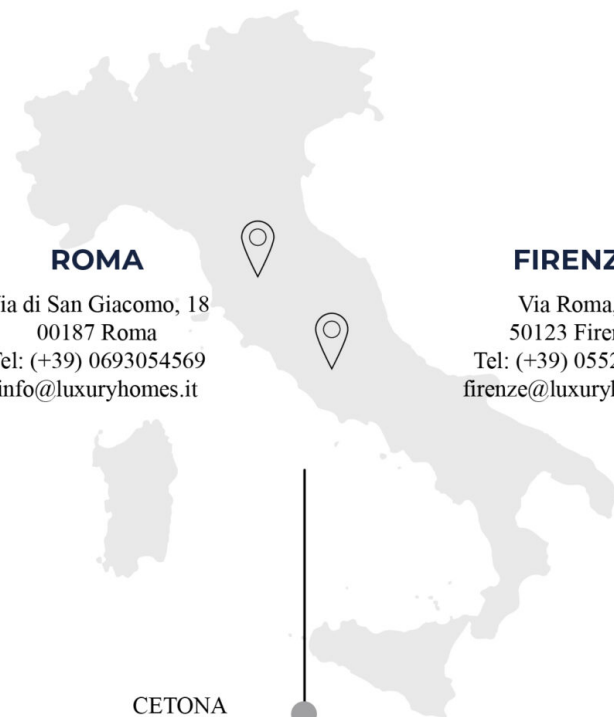 ROMA
ia di San Giacomo, 18
00187 Roma
el: (+39) 0693054569
info@luxuryhomes.it
FIRENZ
Via Roma,
50123 Firen
Tel: (+39) 0552
firenze@luxuryh
CETONA